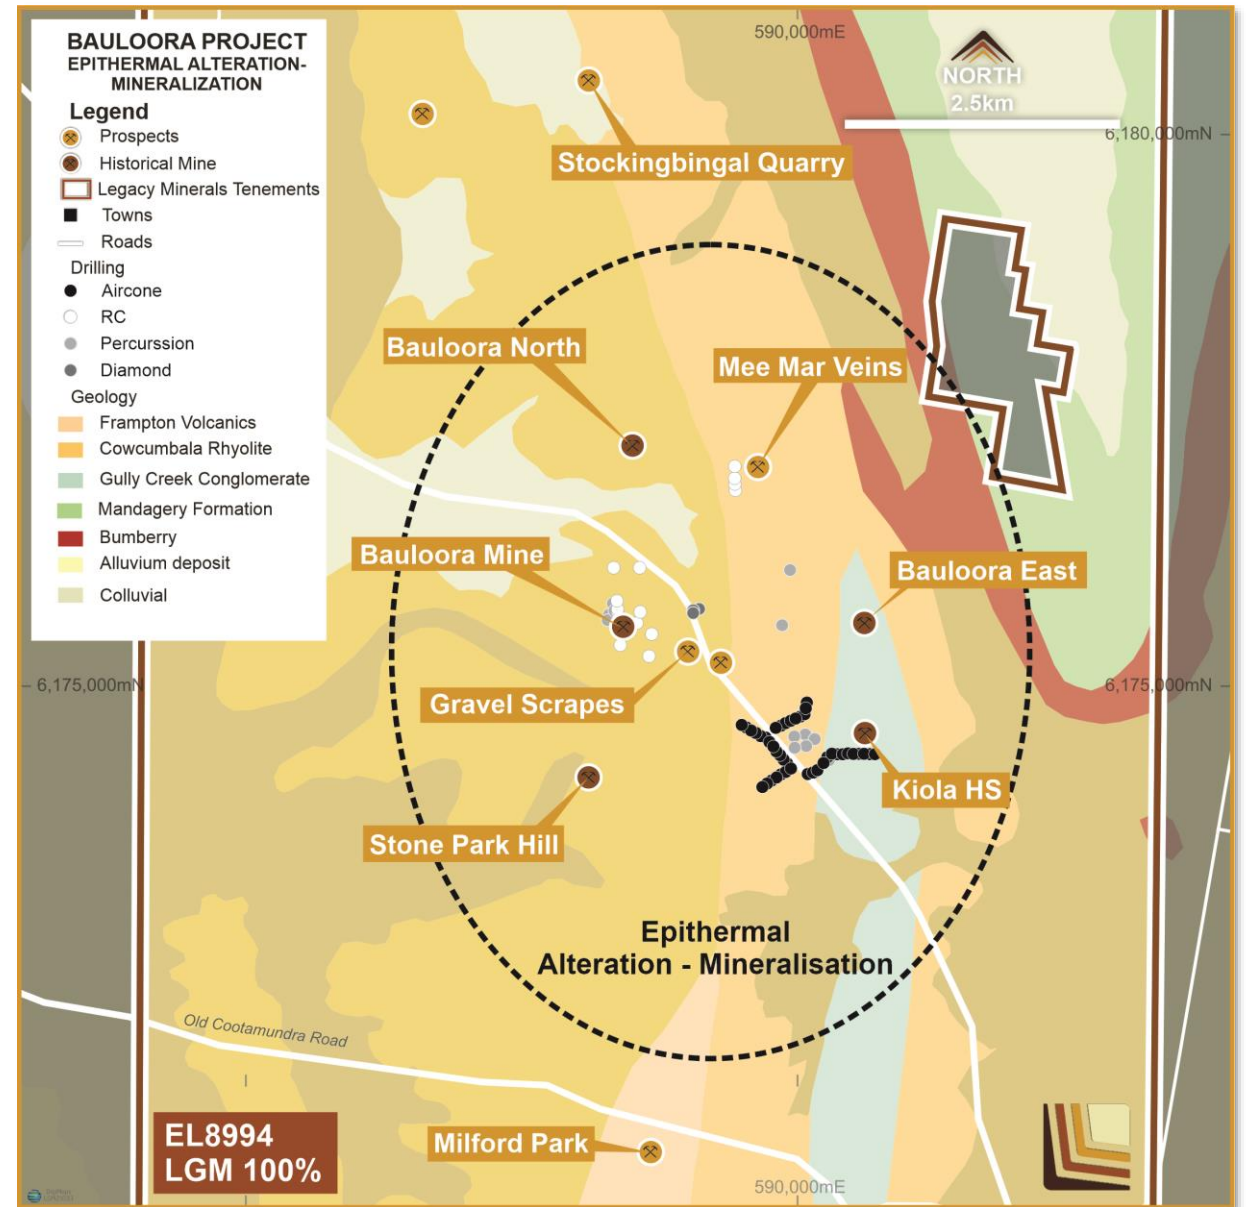 BAULOORA PROJECT
EPITHERMAL ALTERATION-
MINERALIZATION
Legend
Prospects
Historical Mine
Legacy Minerals Tenements
Towns
Roads
Drilling
Aircone
RC
Percurssion
Diamond
Geology
Frampton Volcanics
Cowcumbala Rhyolite
Gully Creek Conglomerate
Mandagery Formation
Bumberry
Alluvium deposit
Colluvial
590,000mE
NORTH
2.5km
6,180,000mN
Stockingbingal Quarry
Bauloora North
Mee Mar Veins
Bauloora Mine
Bauloora East
6,175,000mN
6,175,000mN
Gravel Scrapes
Kiola HS
Stone Park Hill
Epithermal
Alteration - Mineralisation
Old Cootamundra Road
EL8994
LGM 100%
Milford Park
590,000mE